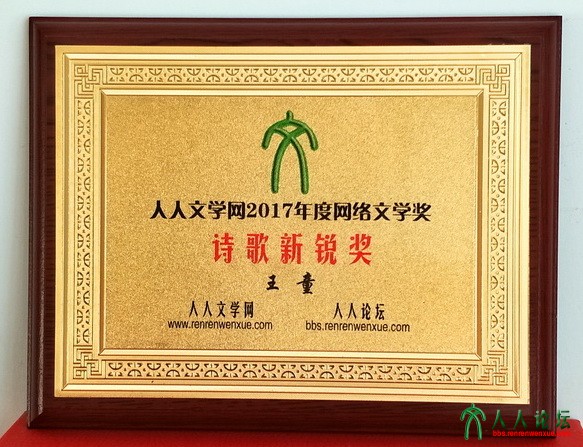 人人文学网2017年度网络文学奖
诗歌新锐奖
王 童
人人文学网 人人论坛
www.renrenwenxue.com bbs.renrenwenxue.com
人人论坛
bbs.renrenwenxue.com